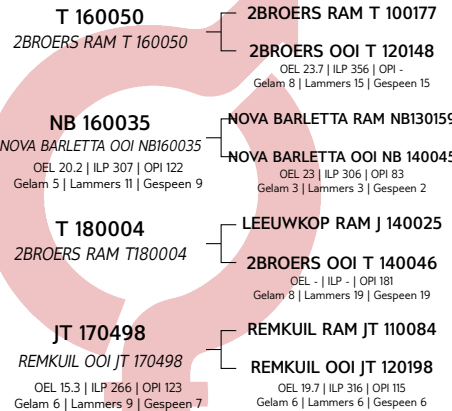 T 160050
2BROERS RAM T 160050
2BROERS RAM T 100177
2BROERS OOI T 120148
OEL 23.7 | ILP 356 | OPI -
Gelam 8 | Lammers 15 | Gespeen 15
NB 160035
NOVA BARLETTA OOI NB160035
OEL 20.2 | ILP 307 | OPI 122
Gelam 5 | Lammers 11 | Gespeen 9
NOVA BARLETTA RAM NB130159
NOVA BARLETTA OOI NB 140045
OEL 23 | ILP 306 | OPI 83
Gelam 3 | Lammers 3 | Gespeen 2
T 180004
2BROERS RAM T180004
LEEUWKOP RAM J 140025
2BROERS OOI T 140046
OEL - | ILP - | OPI 181
Gelam 8 | Lammers 19 | Gespeen 19
JT 170498
REMKUIL OOI JT 170498
OEL 15.3 | ILP 266 | OPI 123
Gelam 6 | Lammers 9 | Gespeen 7
REMKUIL RAM JT 110084
REMKUIL OOI JT 120198
OEL 19.7 | ILP 316 | OPI 115
Gelam 6 | Lammers 6 | Gespeen 6